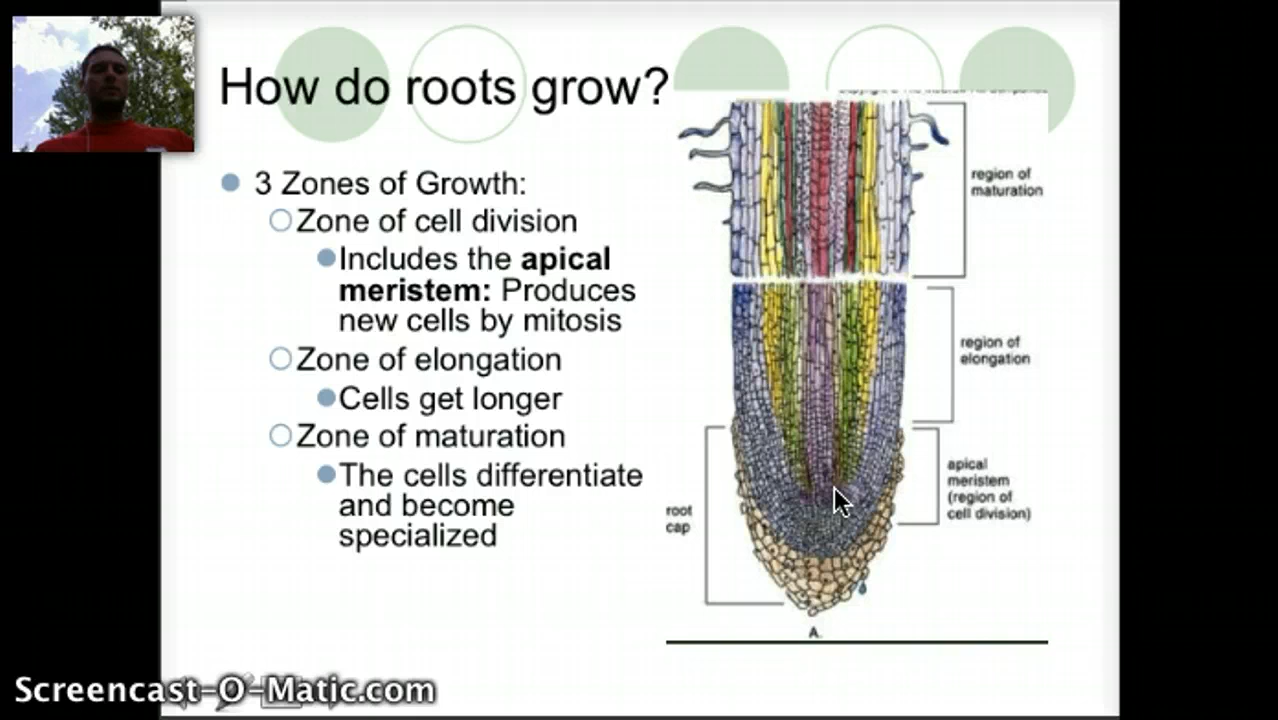 How do roots grow?
3 Zones of Growth:
Zone of cell division
Includes the apical
meristem: Produces
new cells by mitosis
Zone of elongation
Cells get longer
Zone of maturation
The cells differentiate
and become
specialized
region of
maturation
region of
elongation
apical
meristem
(region of
cell division)
root
cap
A.
Screencast-O-Matic.com